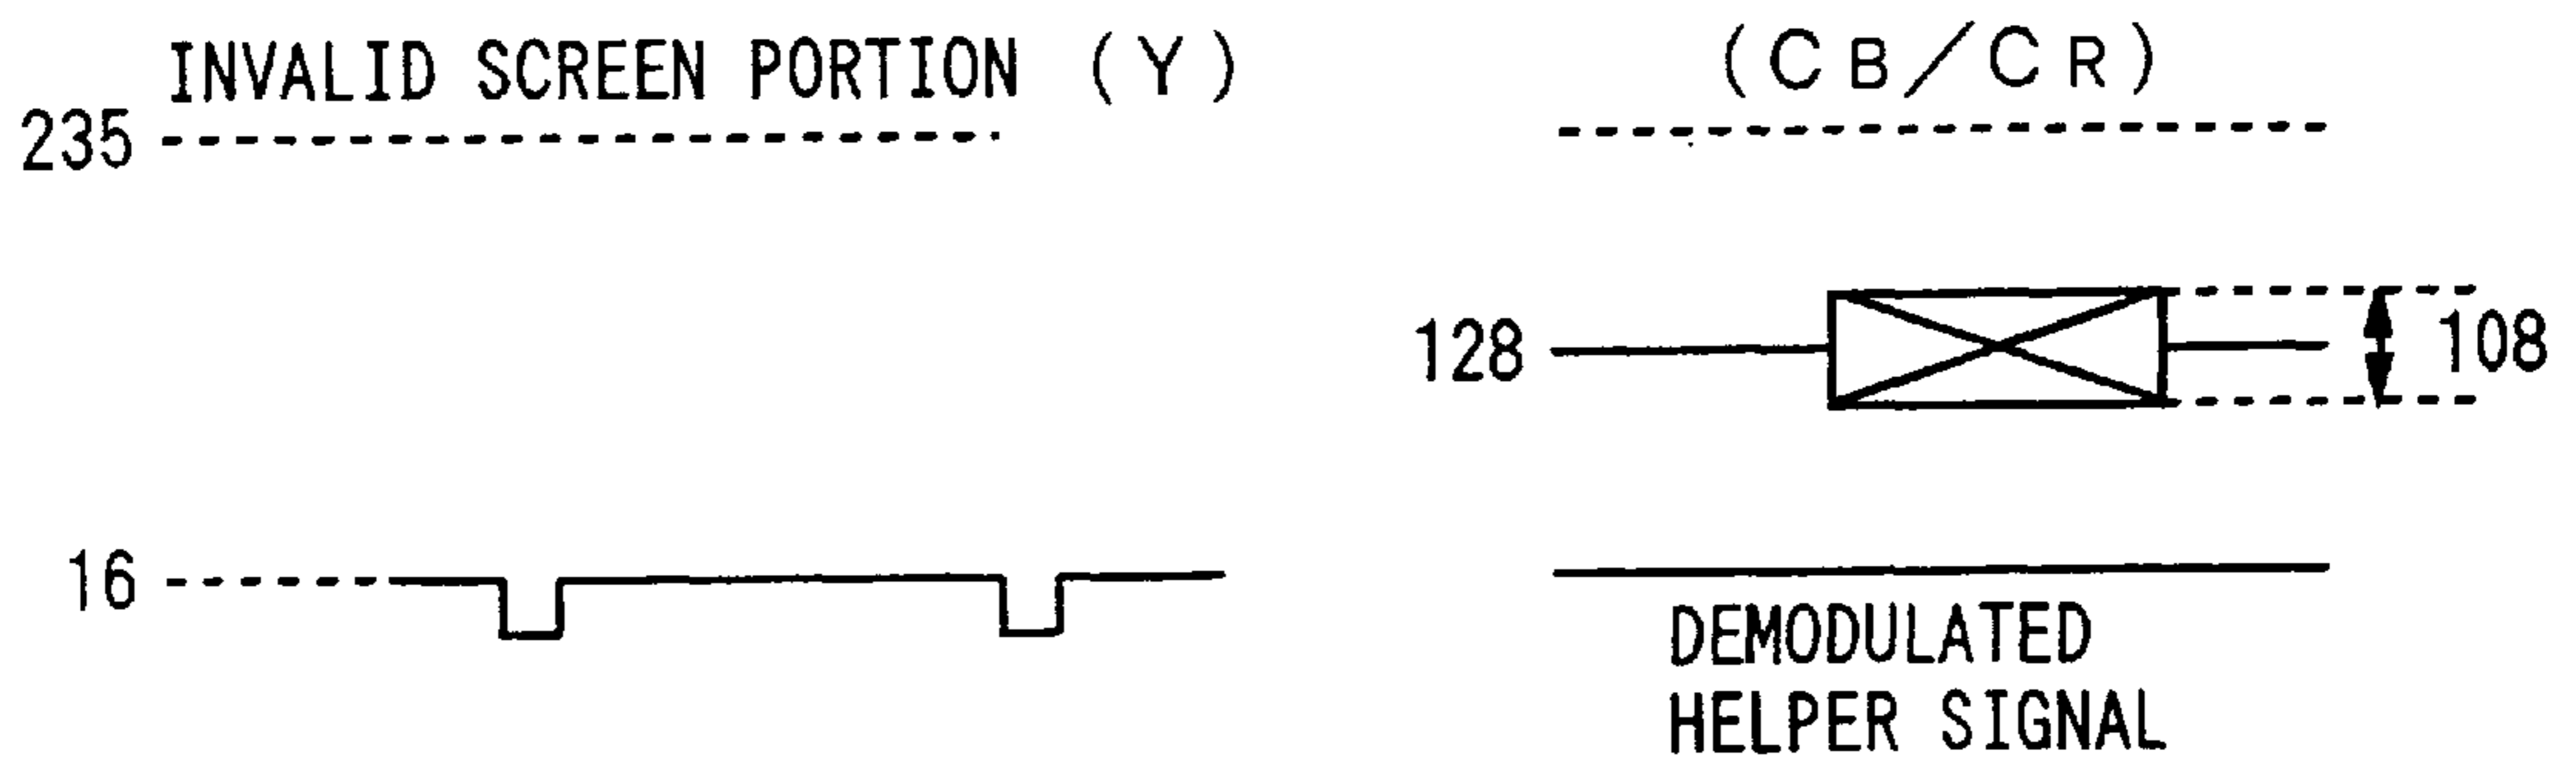 INVALID SCREEN PORTION (Y)
(CB/CR)
235
128
108
16
DEMODULATED
HELPER SIGNAL